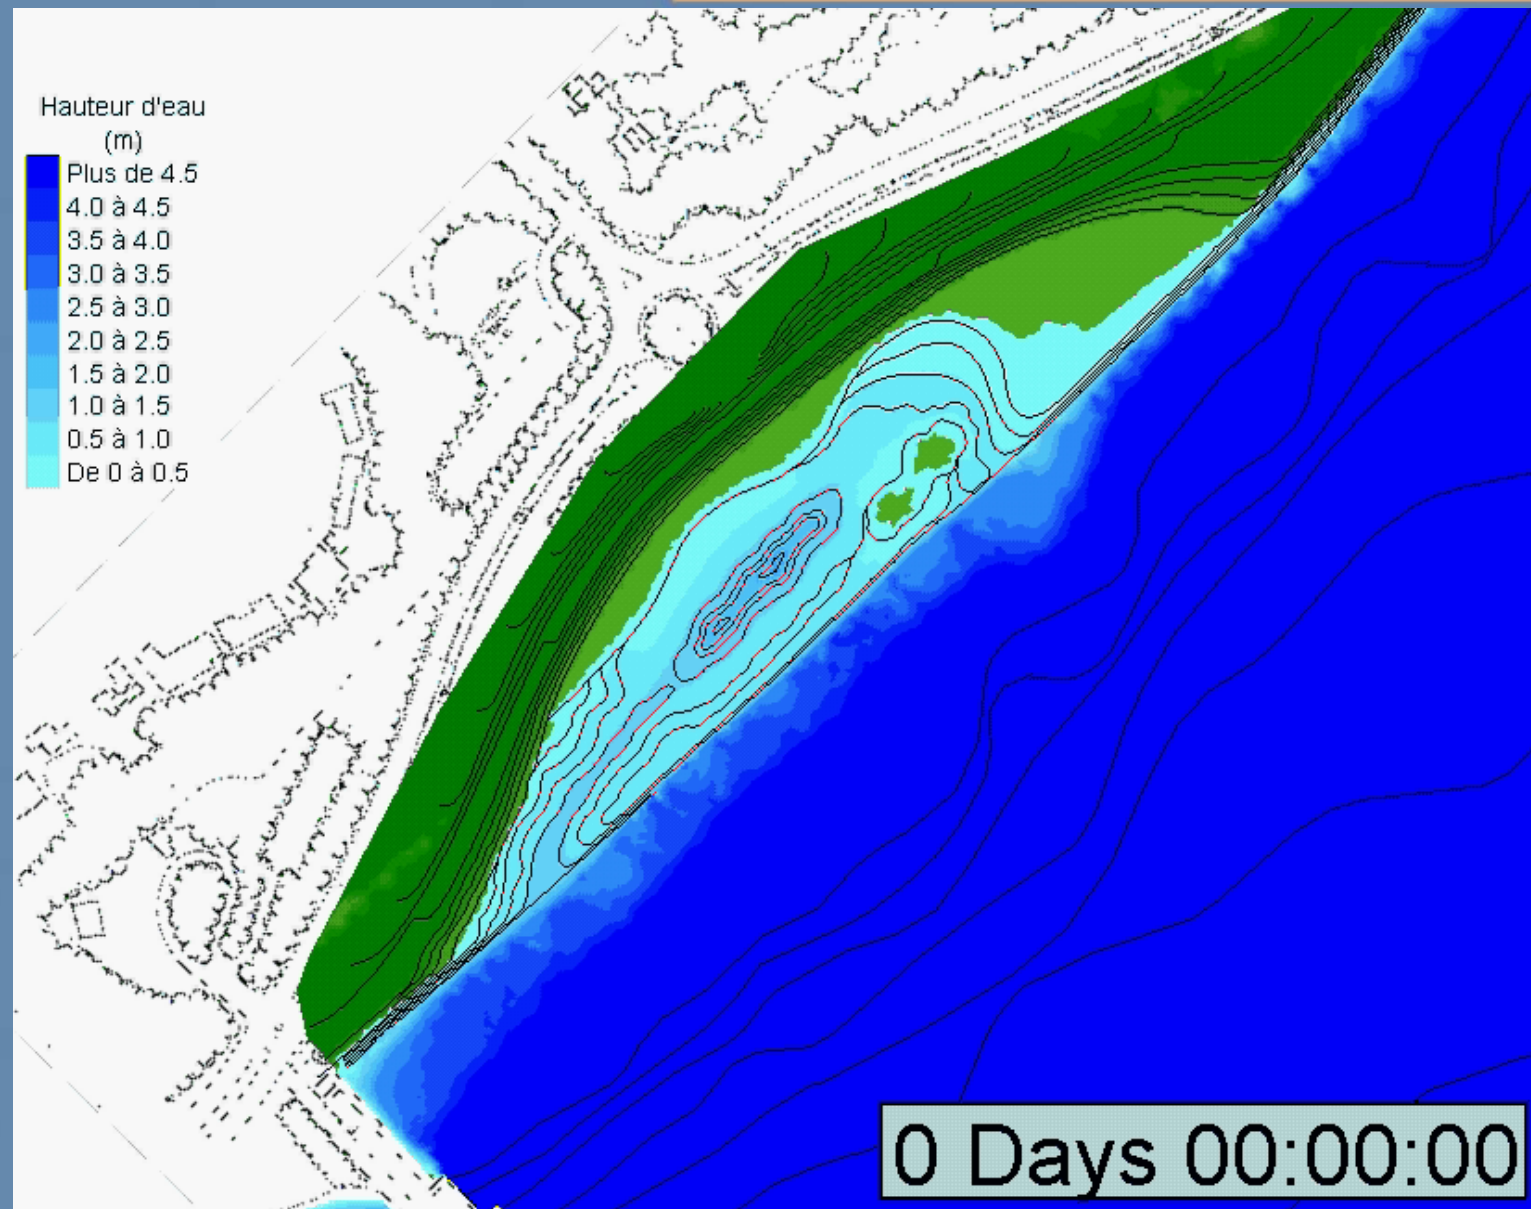 Hauteur d'eau
(m)
Plus de 4.5
4.0 à 4.5
3.5 à 4.0
3.0 à 3.5
2.5 à 3.0
2.0 à 2.5
1.5 à 2.0
1.0 à 1.5
0.5 à 1.0
De 0 à 0.5
0 Days 00:00:00